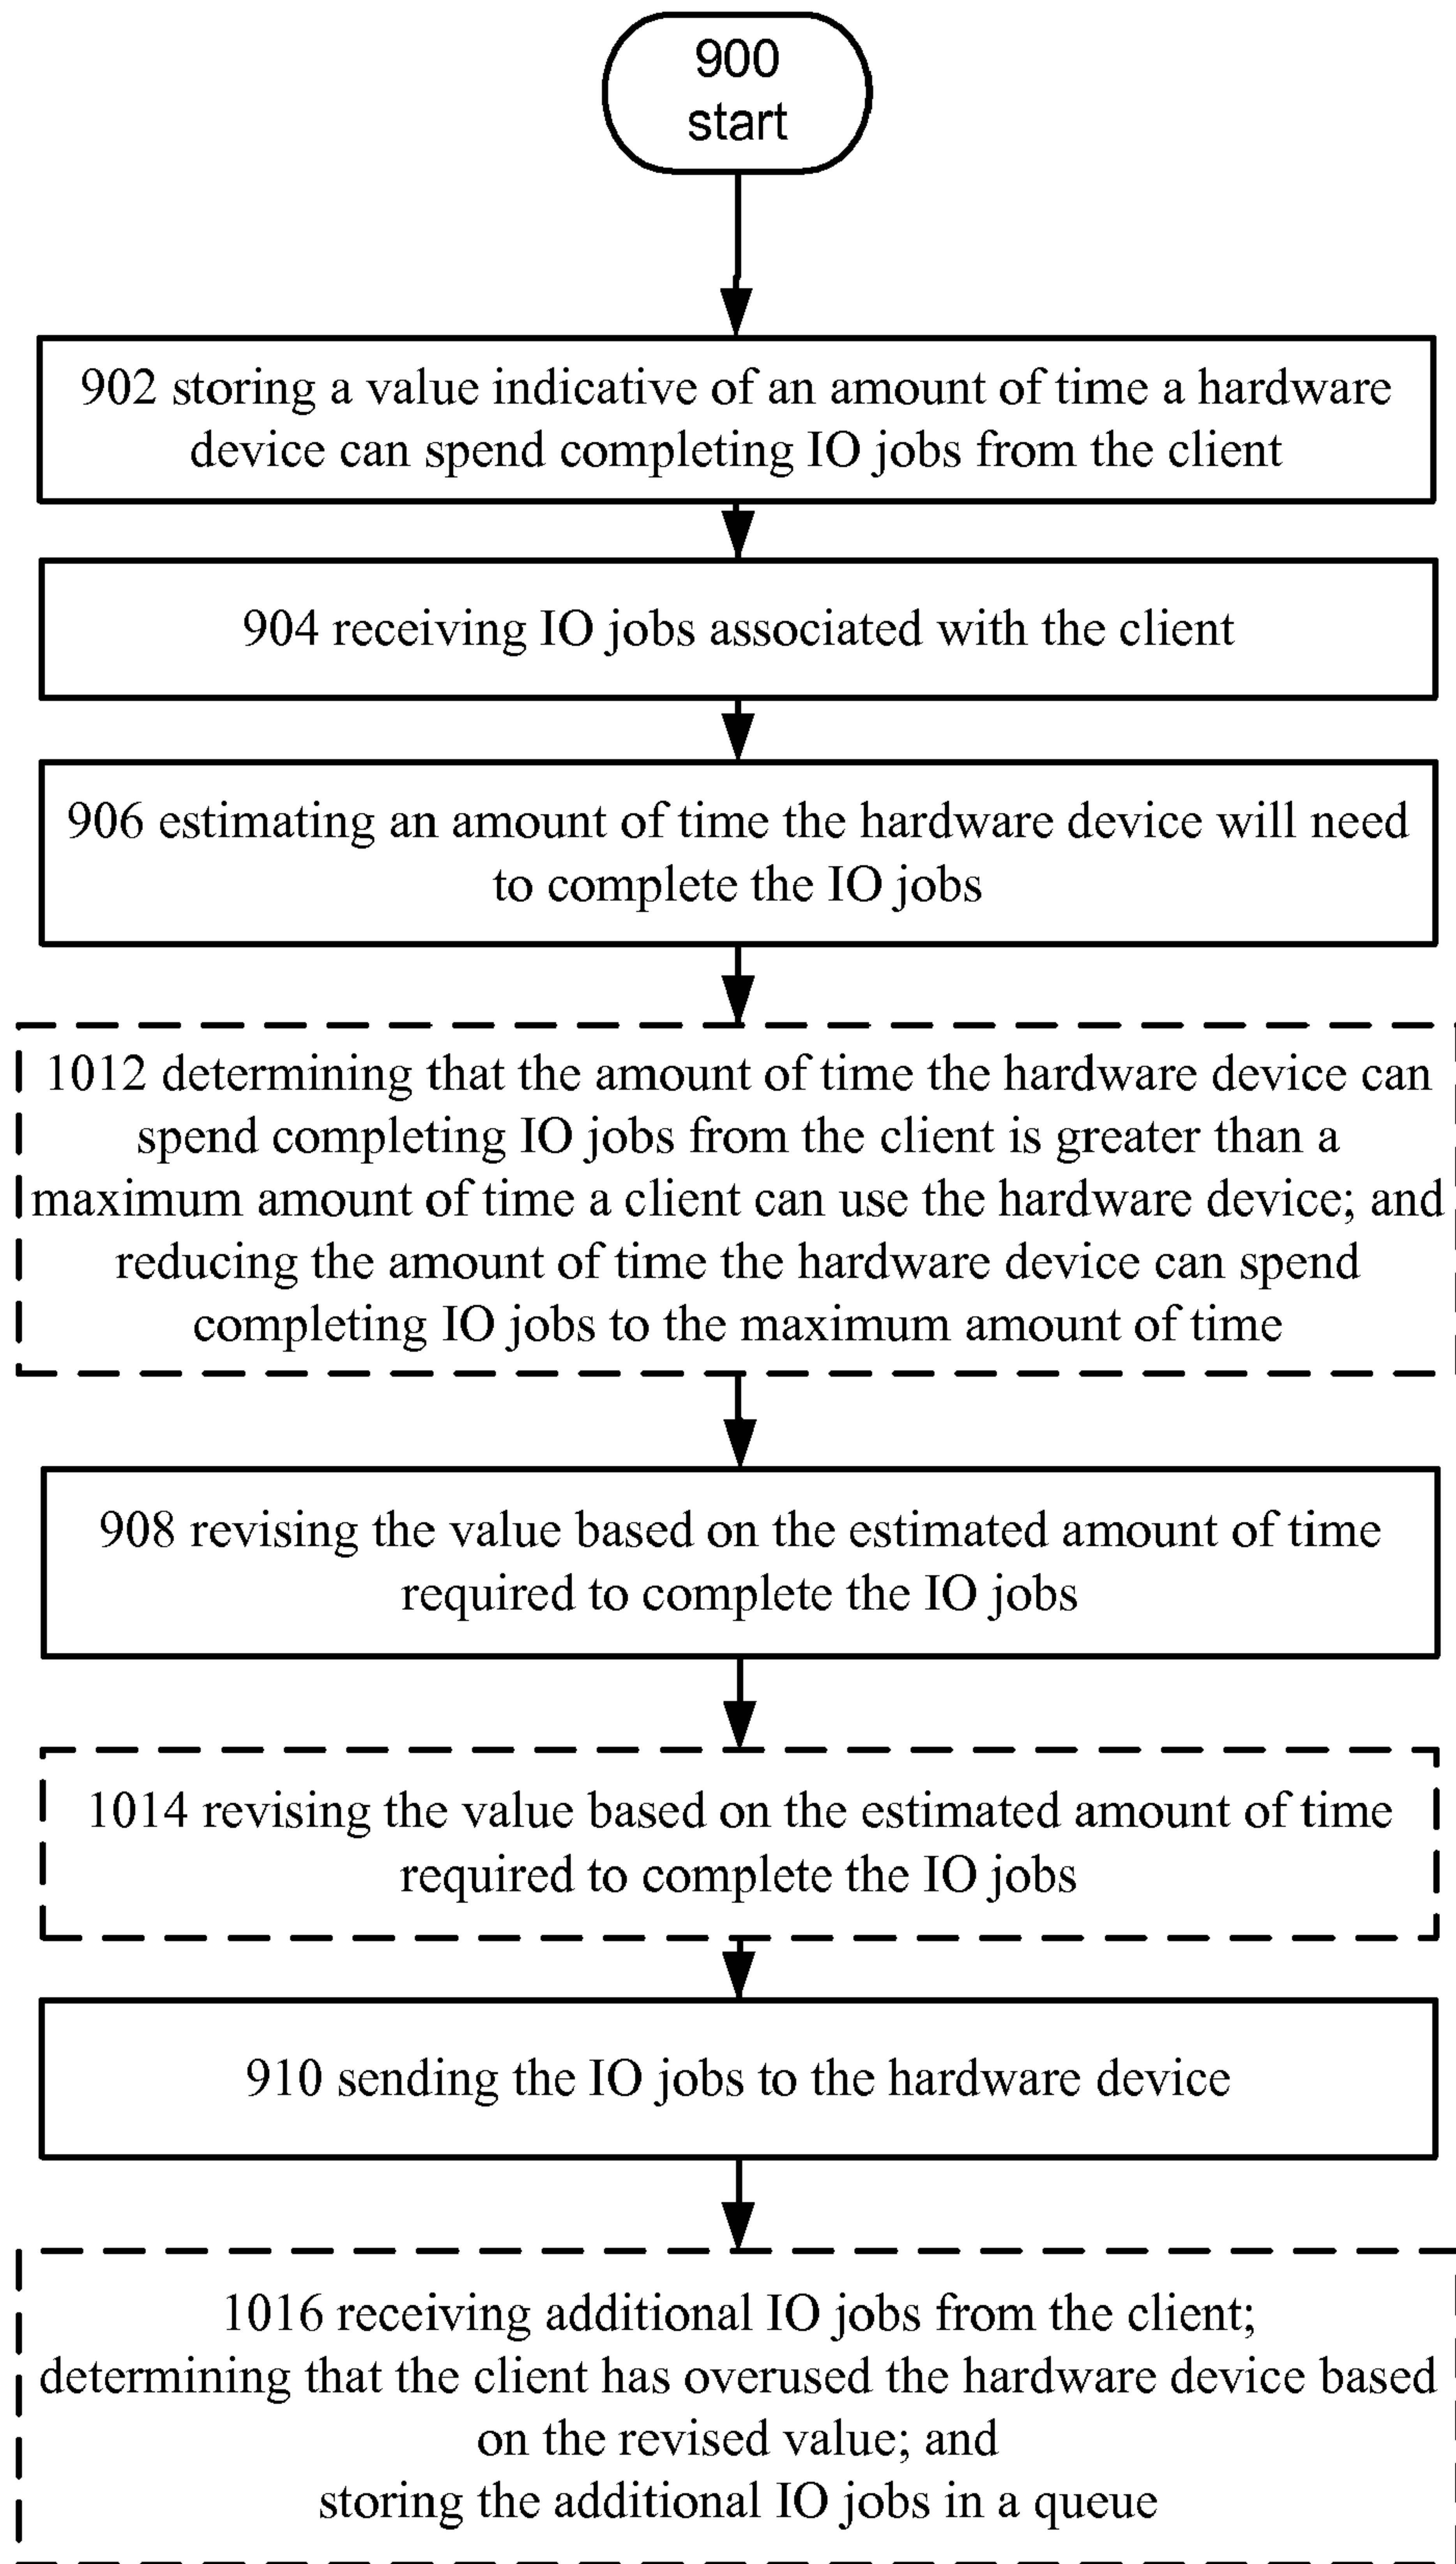 900
start
902 storing a value indicative of an amount of time a hardware
device can spend completing IO jobs from the client
904 receiving IO jobs associated with the client
906 estimating an amount of time the hardware device will need
to complete the IO jobs
1012 determining that the amount of time the hardware device can
spend completing IO jobs from the client is greater than a
maximum amount of time a client can use the hardware device; and
reducing the amount of time the hardware device can spend
completing IO jobs to the maximum amount of time
908 revising the value based on the estimated amount of time
required to complete the IO jobs
1014 revising the value based on the estimated amount of time
required to complete the IO jobs
910 sending the IO jobs to the hardware device
1016 receiving additional IO jobs from the client;
determining that the client has overused the hardware device based
on the revised value; and
storing the additional IO jobs in a queue